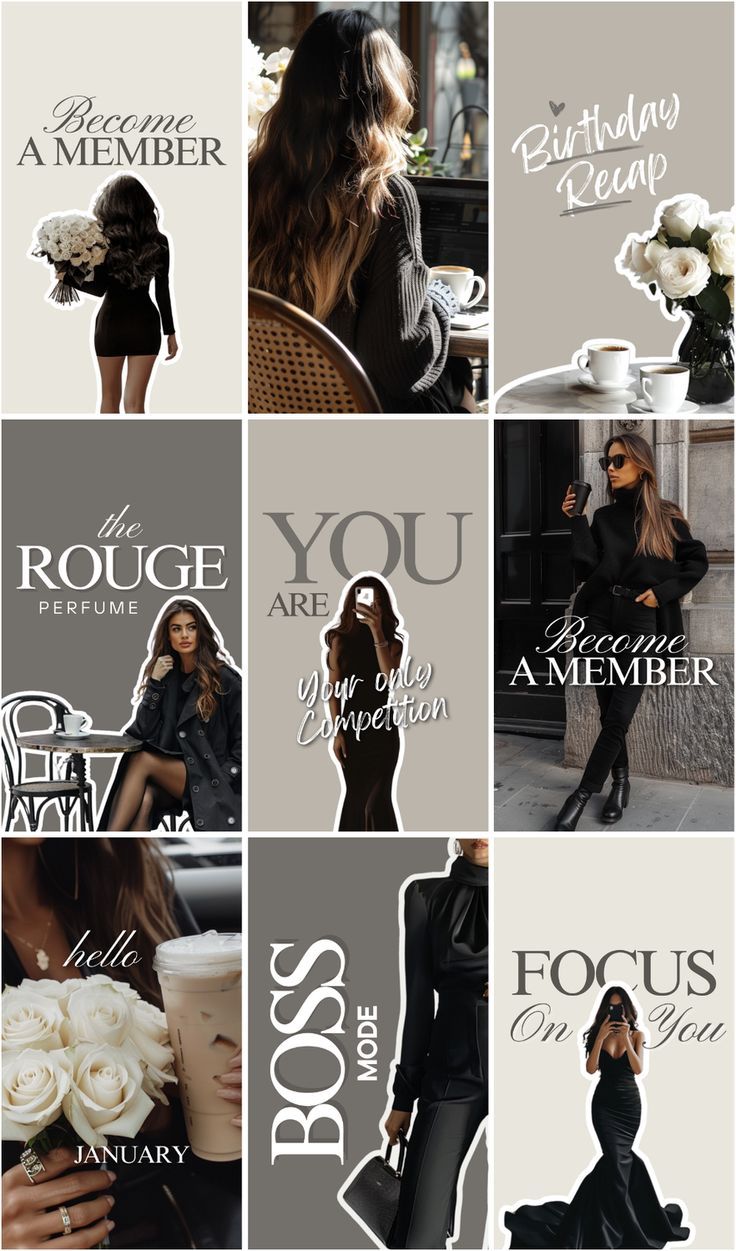 Become
A MEMBER
Birthday
Recap
the
ROUGE
PERFUME
YOU
ARE
Your only
Competition
Become
A MEMBER
hello
JANUARY
BOSS
MODE
FOCUS
On You